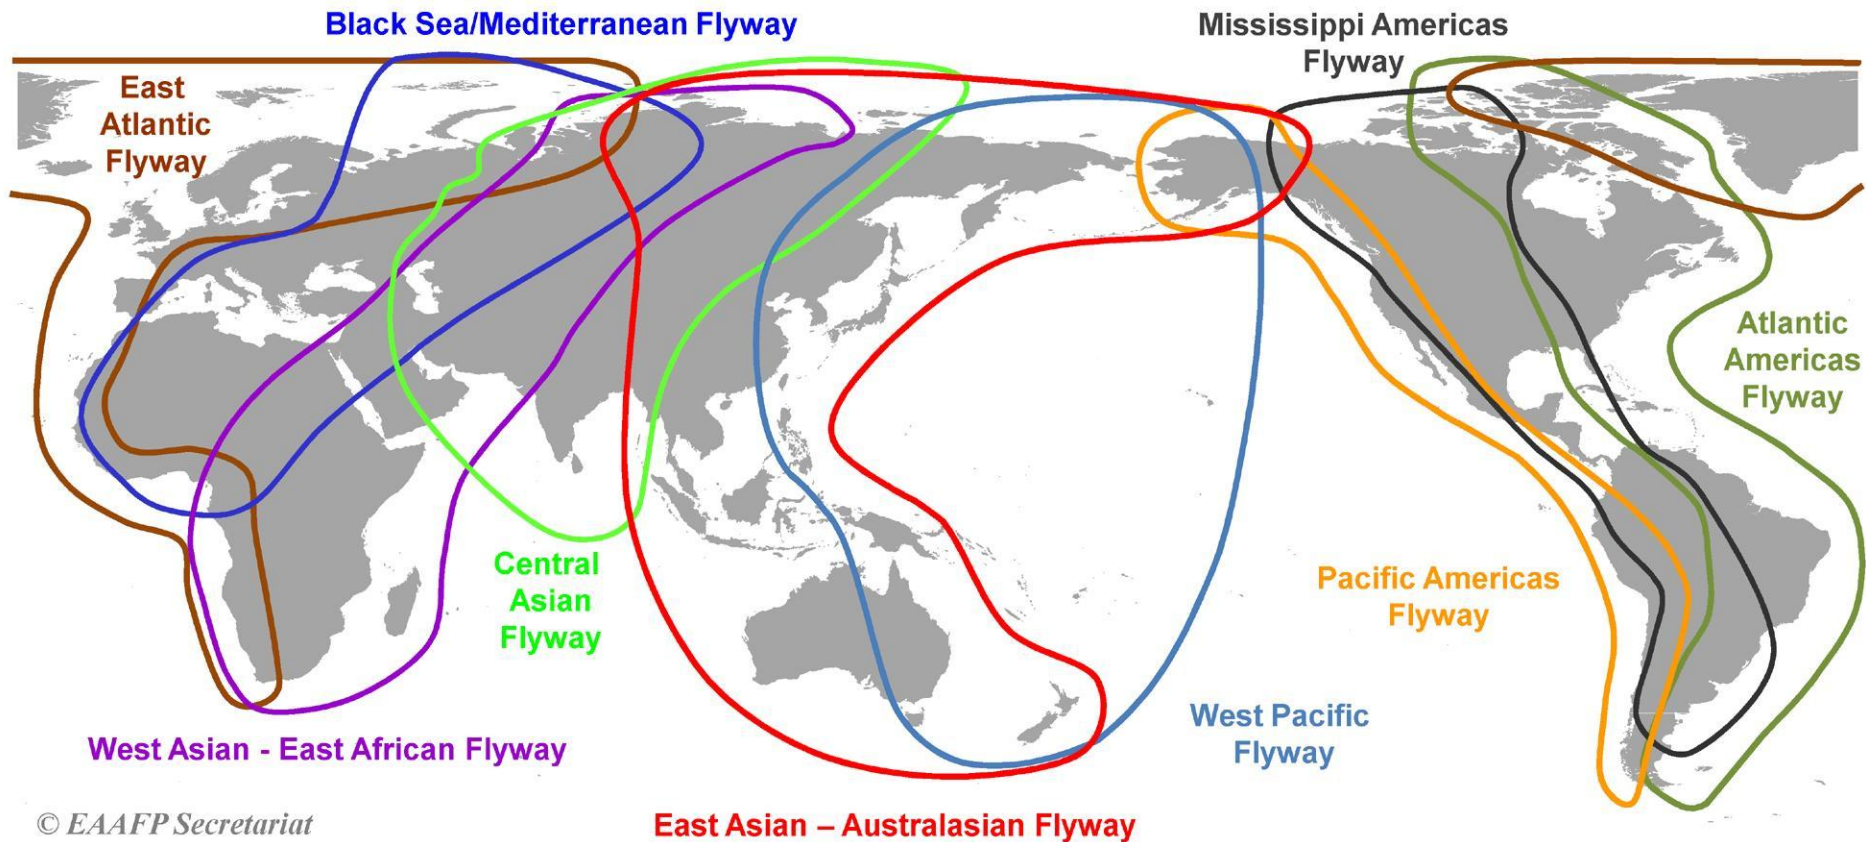 Black Sea/Mediterranean Flyway
Mississippi Americas
Flyway
East
Atlantic
Flyway
Atlantic
Americas
Flyway
Central
Asian
Flyway
Pacific Americas
Flyway
West Pacific
Flyway
West Asian - East African Flyway
East Asian – Australasian Flyway
© EAAFP Secretariat